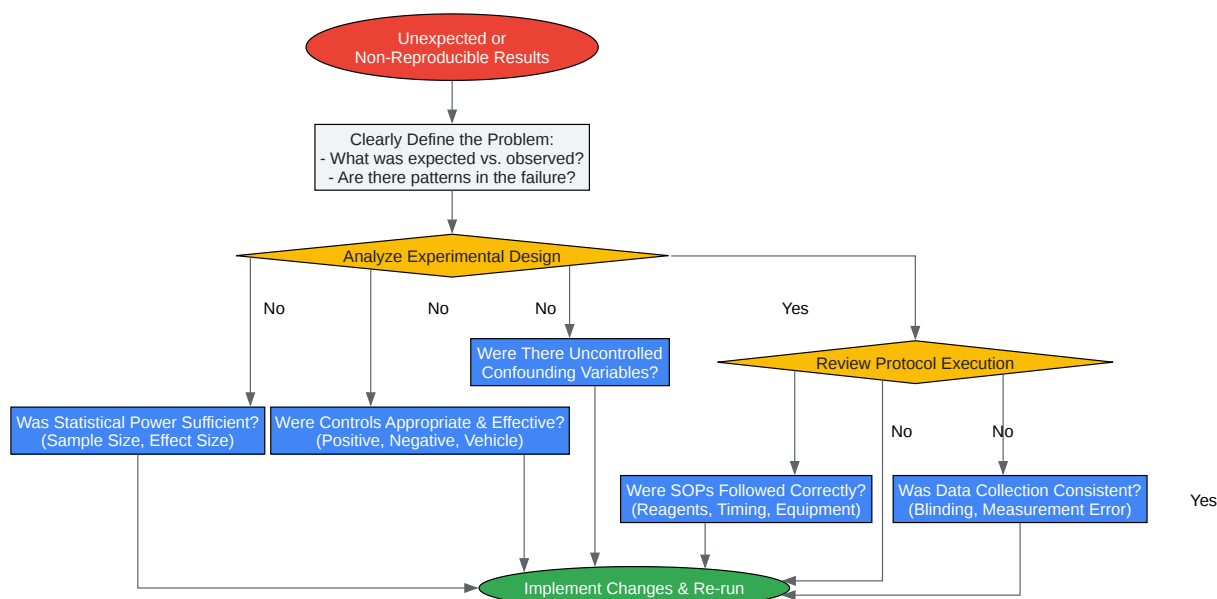 Unexpected or
Non-Reproducible Results
Clearly Define the Problem:
- What was expected vs. observed?
- Are there patterns in the failure?
Analyze Experimental Design
No
No
No
Yes
Were There Uncontrolled
Confounding Variables?
Review Protocol Execution
Was Statistical Power Sufficient?
(Sample Size, Effect Size)
Were Controls Appropriate & Effective?
(Positive, Negative, Vehicle)
No
No
Were SOPs Followed Correctly?
(Reagents, Timing, Equipment)
Was Data Collection Consistent?
(Blinding, Measurement Error)
Yes
Implement Changes & Re-run